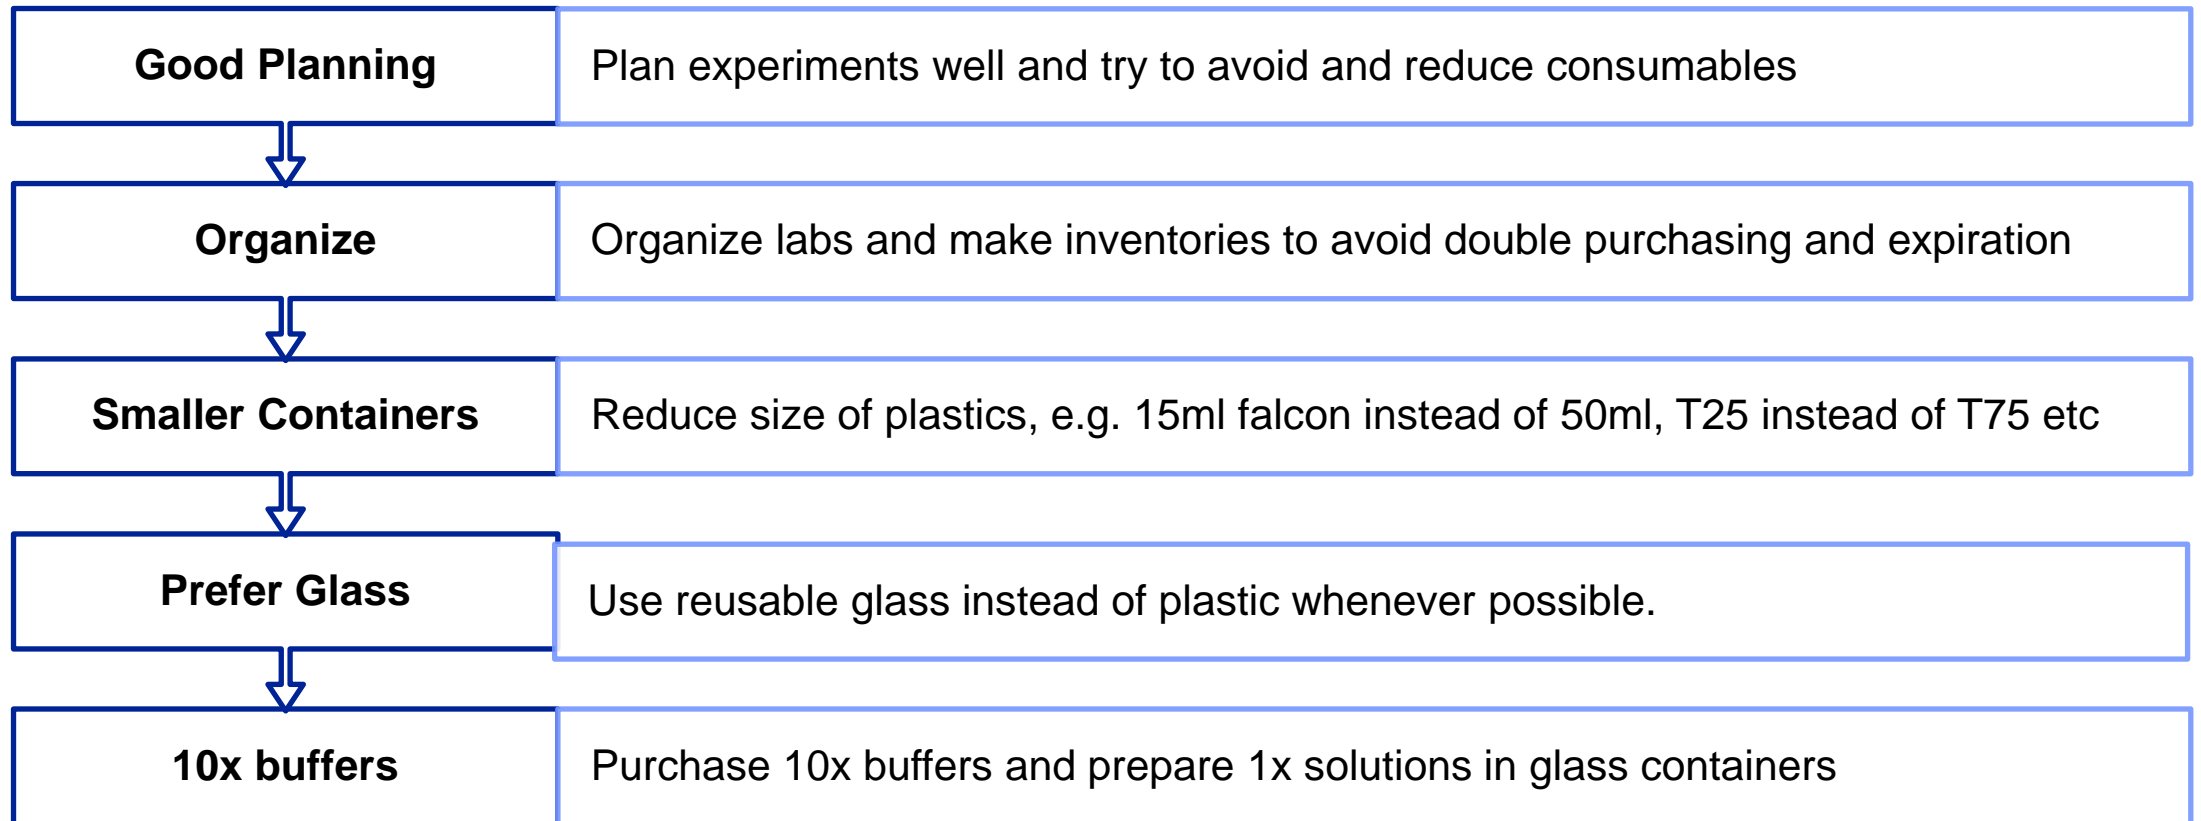 Good Planning
Plan experiments well and try to avoid and reduce consumables
Organize
Organize labs and make inventories to avoid double purchasing and expiration
Smaller Containers
Reduce size of plastics, e.g. 15ml falcon instead of 50ml, T25 instead of T75 etc
Prefer Glass
Use reusable glass instead of plastic whenever possible.
10x buffers
Purchase 10x buffers and prepare 1x solutions in glass containers